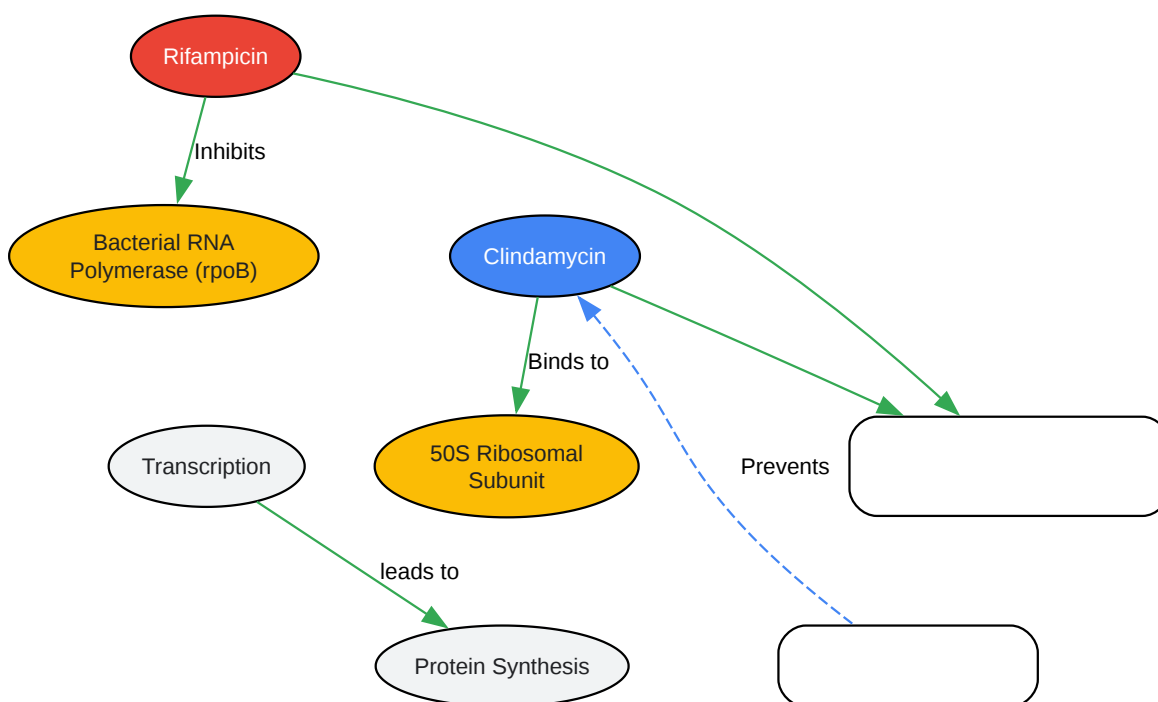 Rifampicin
Inhibits
Bacterial RNA
Polymerase (rpoB)
Clindamycin
Binds to
50S Ribosomal
Subunit
Transcription
Prevents
leads to
Protein Synthesis